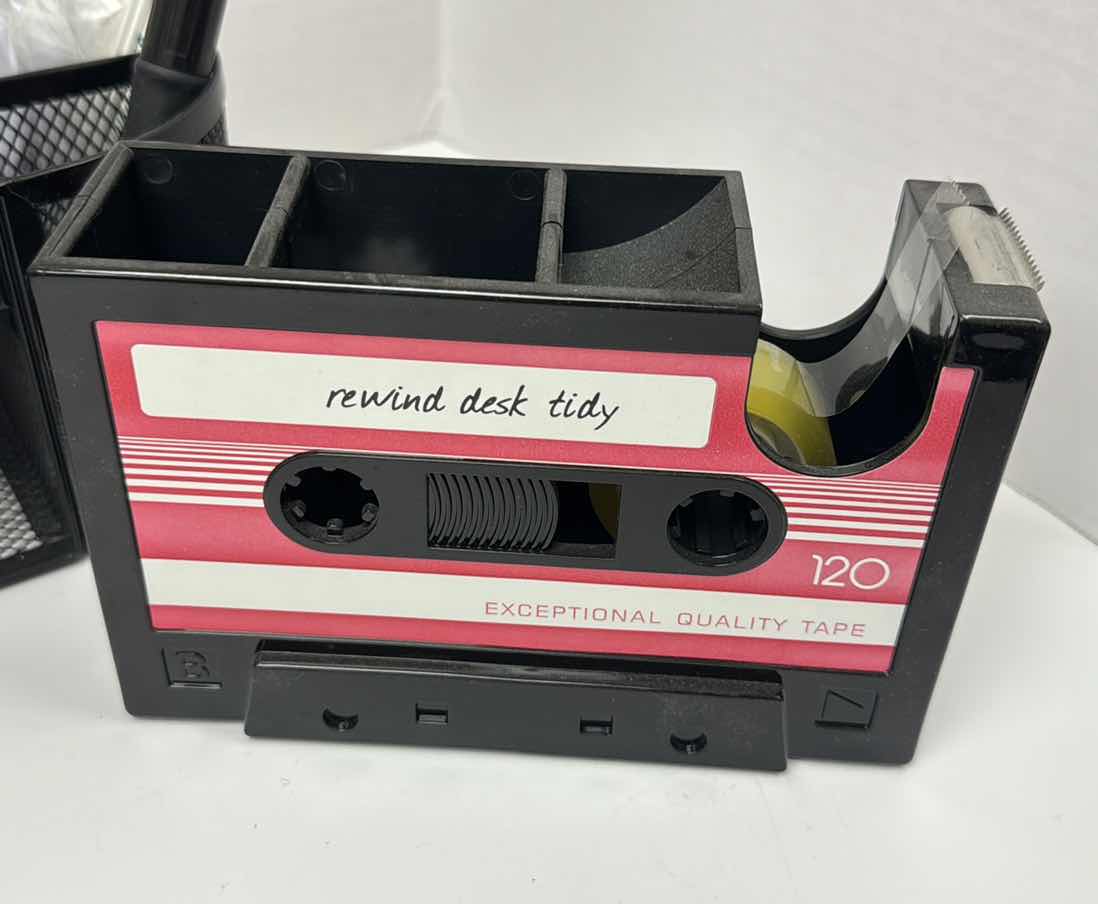 rewind desk tidy
120
EXCEPTIONAL QUALITY TAPE
B